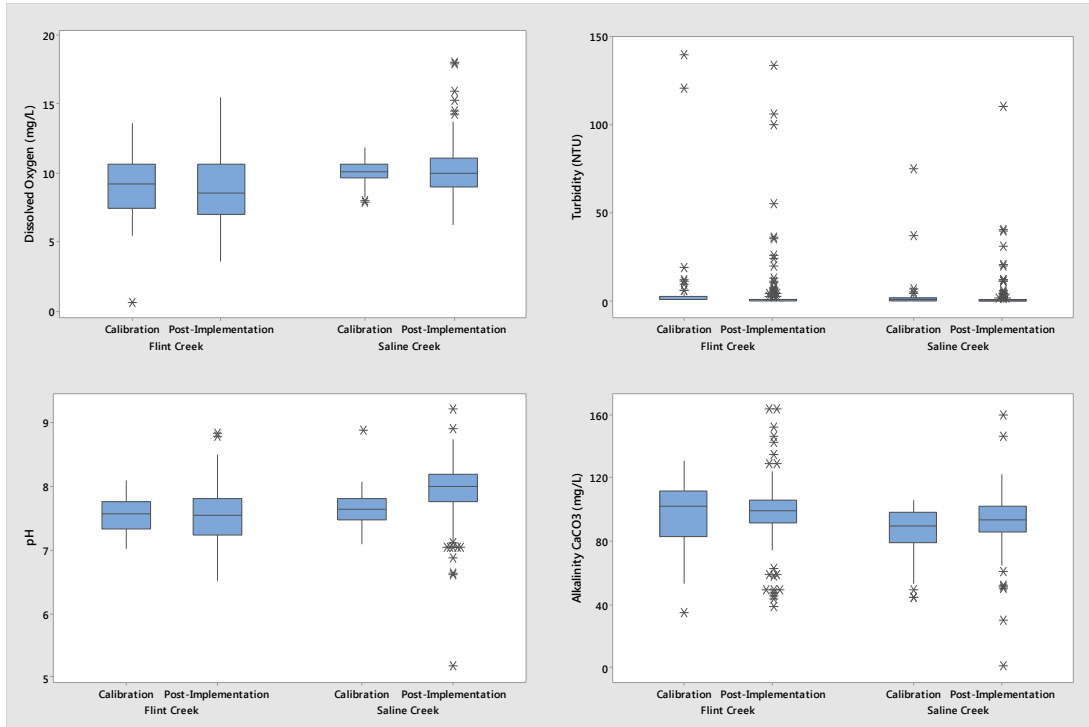 Dissolved Oxygen (mg/L)
20
15
10
5
0
Calibration Post-Implementation Calibration Post-Implementation
Flint Creek Saline Creek
Turbidity (NTU)
150
100
50
0
Calibration Post-Implementation Calibration Post-Implementation
Flint Creek Saline Creek
pH
9
8
7
6
5
Calibration Post-Implementation Calibration Post-Implementation
Flint Creek Saline Creek
Alkalinity CaCO3 (mg/L)
160
120
80
40
0
Calibration Post-Implementation Calibration Post-Implementation
Flint Creek Saline Creek